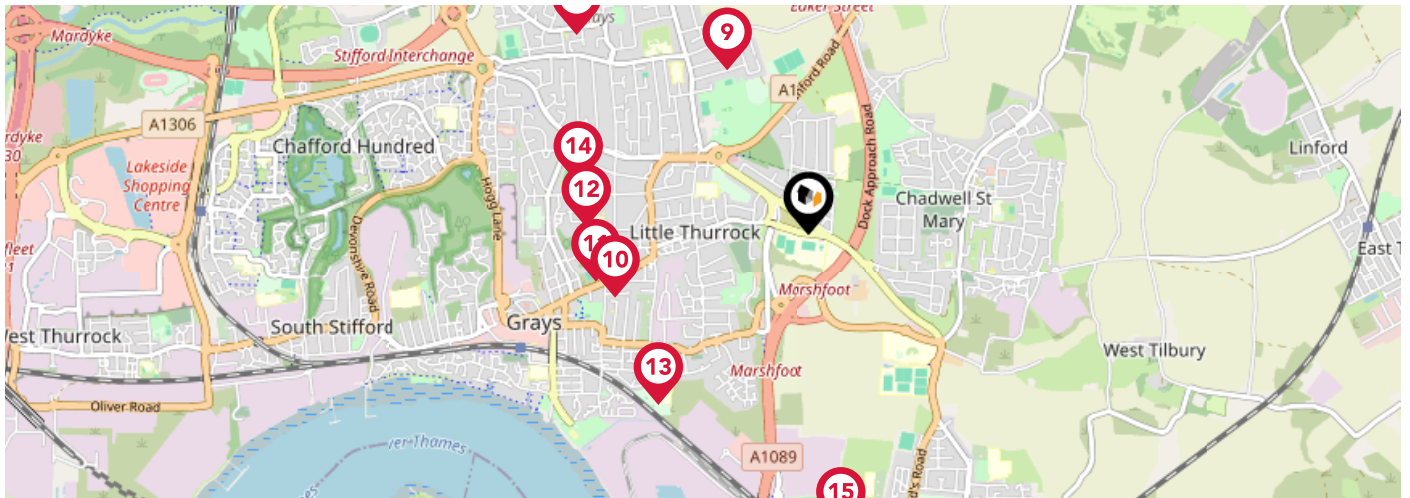 Mardyke
Stifford Interchange
9
A1306
14
Chafford Hundred
Lakeside
Shopping
Centre
12
Hogg Lane
Dock Approach Road
Linford
Chadwell St
Mary
Little Thurrock
10
Devonshire Road
Marshfoot
South Stifford
Grays
West Tilbury
13
Marshfoot
Oliver Road
A1089
15